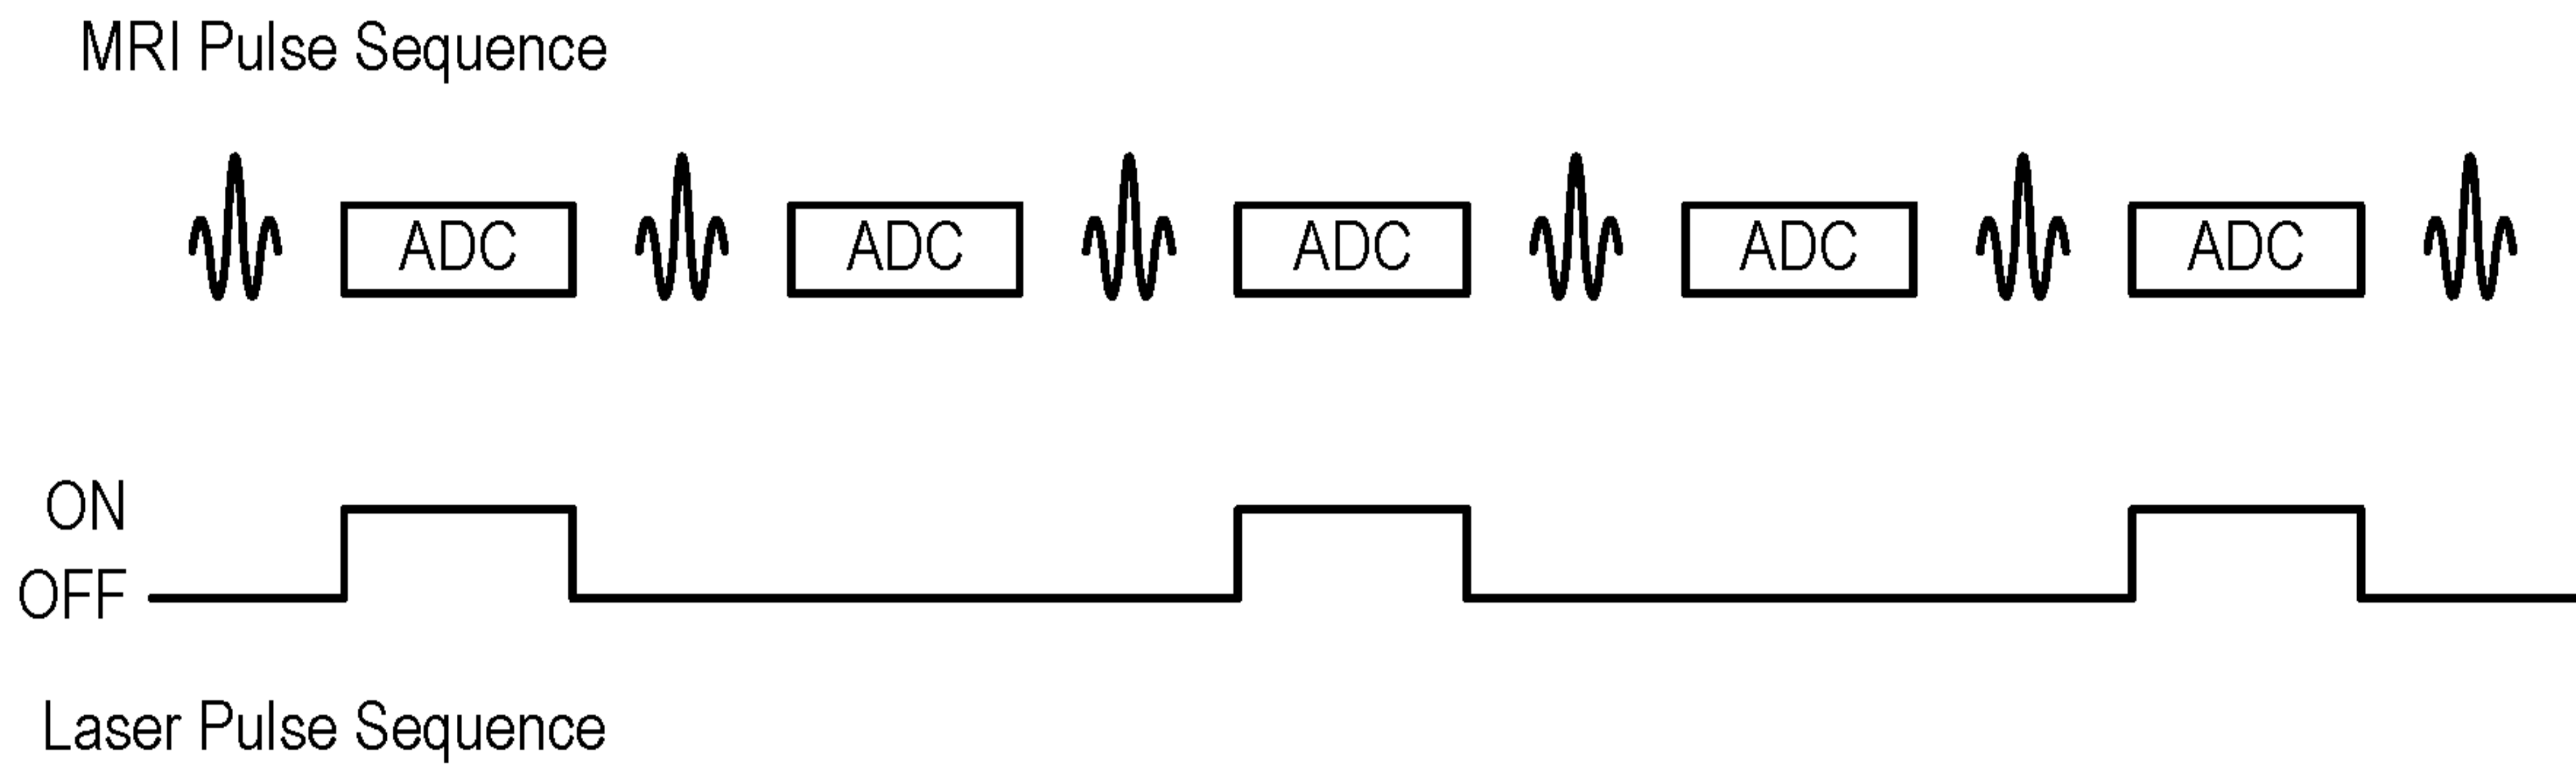 MRI Pulse Sequence
ADC ADC ADC ADC ADC
ON
OFF
Laser Pulse Sequence